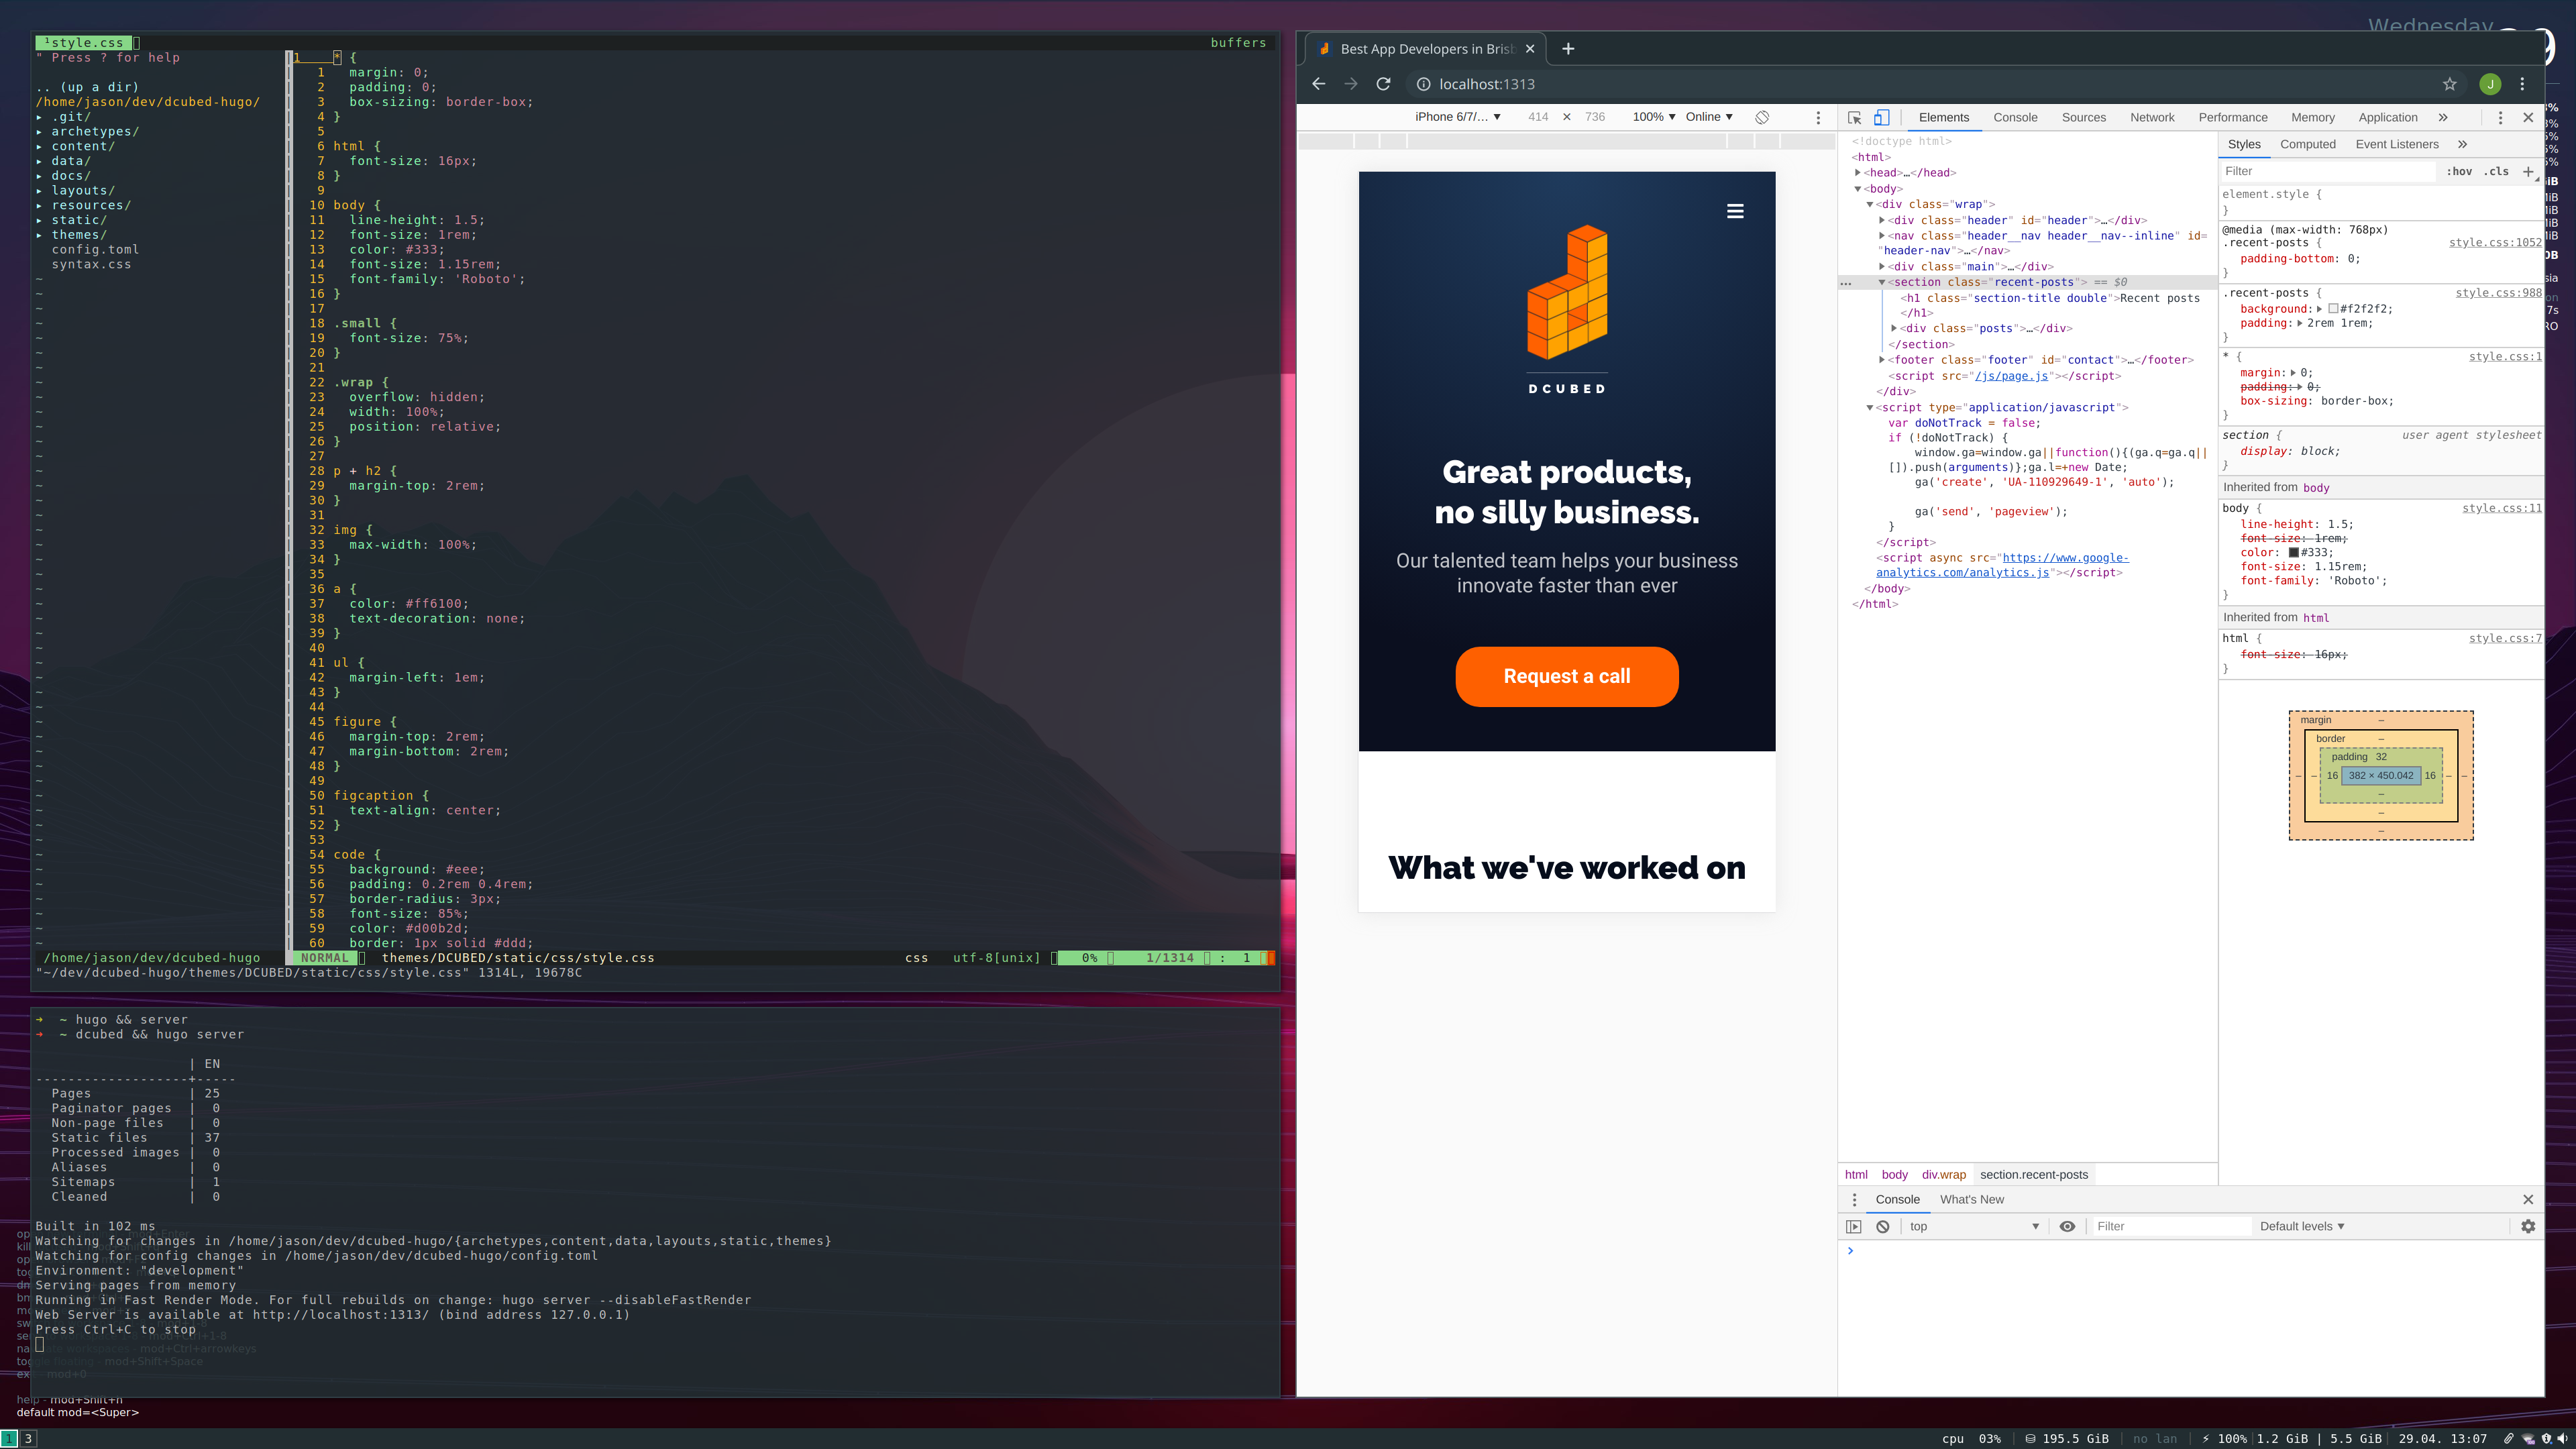 Wednesday
¹style.css
buffers
" Press ? for help
.. (up a dir)
/home/jason/dev/dcubed-hugo/
▸ .git/
▸ archetypes/
▸ content/
▸ data/
▸ docs/
▸ layouts/
▸ resources/
▸ static/
▸ themes/
config.toml
syntax.css
1 * {
1 margin: 0;
2 padding: 0;
3 box-sizing: border-box;
4 }
5
6 html {
7 font-size: 16px;
8 }
9
10 body {
11 line-height: 1.5;
12 font-size: 1rem;
13 color: #333;
14 font-size: 1.15rem;
15 font-family: 'Roboto';
16 }
17
18 .small {
19 font-size: 75%;
20 }
21
22 .wrap {
23 overflow: hidden;
24 width: 100%;
25 position: relative;
26 }
27
28 p + h2 {
29 margin-top: 2rem;
30 }
31
32 img {
33 max-width: 100%;
34 }
35
36 a {
37 color: #ff6100;
38 text-decoration: none;
39 }
40
41 ul {
42 margin-left: 1em;
43 }
44
45 figure {
46 margin-top: 2rem;
47 margin-bottom: 2rem;
48 }
49
50 figcaption {
51 text-align: center;
52 }
53
54 code {
55 background: #eee;
56 padding: 0.2rem 0.4rem;
57 border-radius: 3px;
58 font-size: 85%;
59 color: #d00b2d;
60 border: 1px solid #ddd;
/home/jason/dev/dcubed-hugo NORMAL themes/DCUBED/static/css/style.css css utf-8[unix] 0% 1/1314 : 1
"~/dev/dcubed-hugo/themes/DCUBED/static/css/style.css" 1314L, 19678C
➜ ~ hugo && server
➜ ~ dcubed && hugo server
| EN
-------------------+-----
Pages | 25
Paginator pages | 0
Non-page files | 0
Static files | 37
Processed images | 0
Aliases | 0
Sitemaps | 1
Cleaned | 0
Built in 102 ms
Watching for changes in /home/jason/dev/dcubed-hugo/{archetypes,content,data,layouts,static,themes}
Watching for config changes in /home/jason/dev/dcubed-hugo/config.toml
Environment: "development"
Serving pages from memory
Running in Fast Render Mode. For full rebuilds on change: hugo server --disableFastRender
Web Server is available at http://localhost:1313/ (bind address 127.0.0.1)
Press Ctrl+C to stop
mod+Ctrl+arrowkeys
mod+Shift+Space
mod+0
help - mod+Shift+h
default mod=<Super>
Best App Developers in Brisb
localhost:1313
J
iPhone 6/7/… ▼ 414 × 736 100% ▼ Online ▼
DCUBED
Great products,
no silly business.
Our talented team helps your business
innovate faster than ever
Request a call
What we've worked on
Elements Console Sources Network Performance Memory Application »
<!doctype html>
<html>
<head>…</head>
<body>
<div class="wrap">
<div class="header" id="header">…</div>
<nav class="header__nav header__nav--inline" id=
"header-nav">…</nav>
<div class="main">…</div>
<section class="recent-posts"> == $0
<h1 class="section-title double">Recent posts
</h1>
<div class="posts">…</div>
</section>
<footer class="footer" id="contact">…</footer>
<script src="/js/page.js"></script>
</div>
<script type="application/javascript">
var doNotTrack = false;
if (!doNotTrack) {
window.ga=window.ga||function(){(ga.q=ga.q||
[]).push(arguments)};ga.l=+new Date;
ga('create', 'UA-110929649-1', 'auto');
ga('send', 'pageview');
}
</script>
<script async src="https://www.google-
analytics.com/analytics.js"></script>
</body>
</html>
html body div.wrap section.recent-posts
Styles Computed Event Listeners »
Filter :hov .cls +
element.style {
}
@media (max-width: 768px)
.recent-posts { style.css:1052
padding-bottom: 0;
}
.recent-posts { style.css:988
background: #f2f2f2;
padding: 2rem 1rem;
}
* { style.css:1
margin: 0;
padding: 0;
box-sizing: border-box;
}
section { user agent stylesheet
display: block;
}
Inherited from body
body { style.css:11
line-height: 1.5;
font-size: 1rem;
color: #333;
font-size: 1.15rem;
font-family: 'Roboto';
}
Inherited from html
html { style.css:7
font-size: 16px;
}
margin –
border –
padding 32
– – 16 382 × 450.042 16 – –
–
–
–
Console What's New
top ▼ Filter Default levels ▼
1 3
cpu 03% 195.5 GiB no lan 100% 1.2 GiB | 5.5 GiB 29.04. 13:07